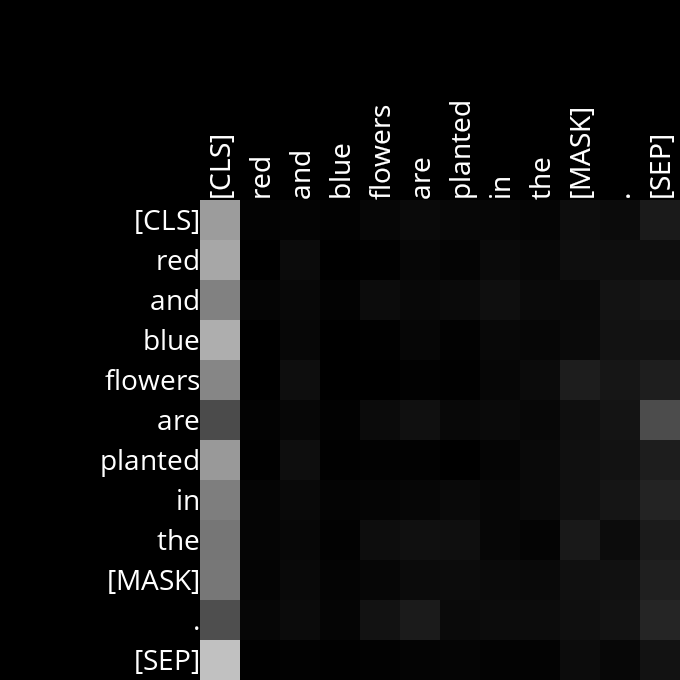 [CLS] red and blue flowers are planted in the [MASK] . [SEP]
[CLS]
red
and
blue
flowers
are
planted
in
the
[MASK]
.
[SEP]